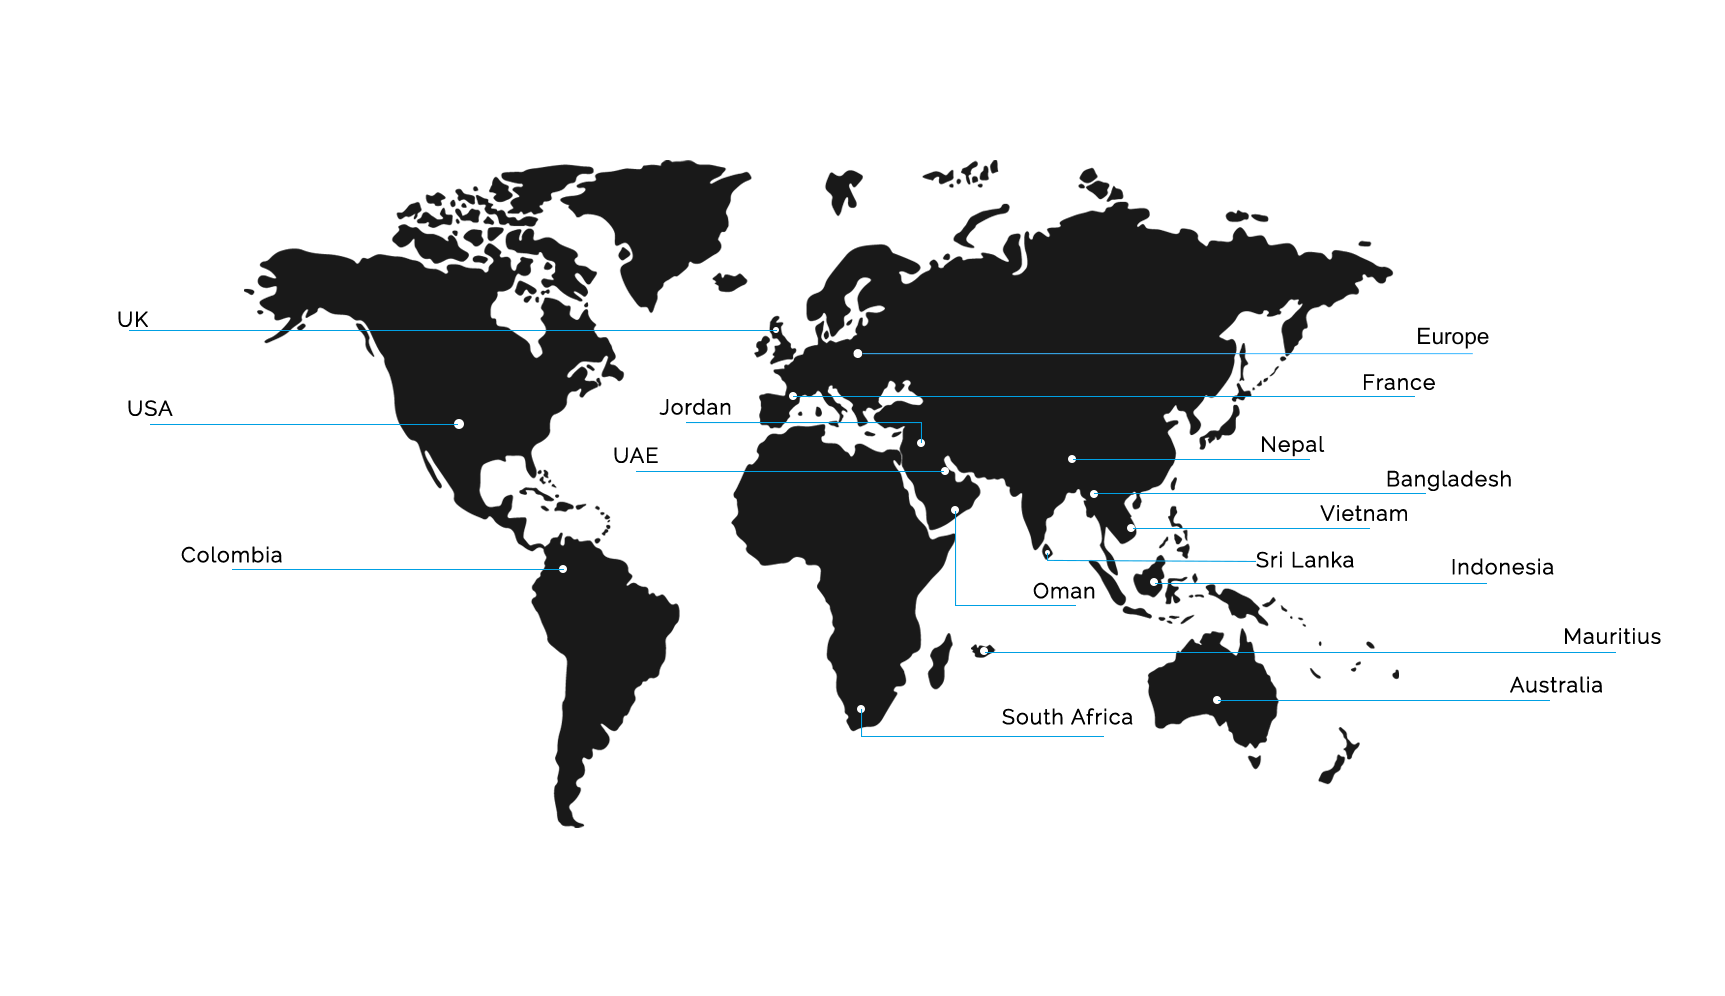 UK
Europe
France
USA
Jordan
Nepal
UAE
Bangladesh
Vietnam
Colombia
Sri Lanka
Indonesia
Oman
Mauritius
Australia
South Africa